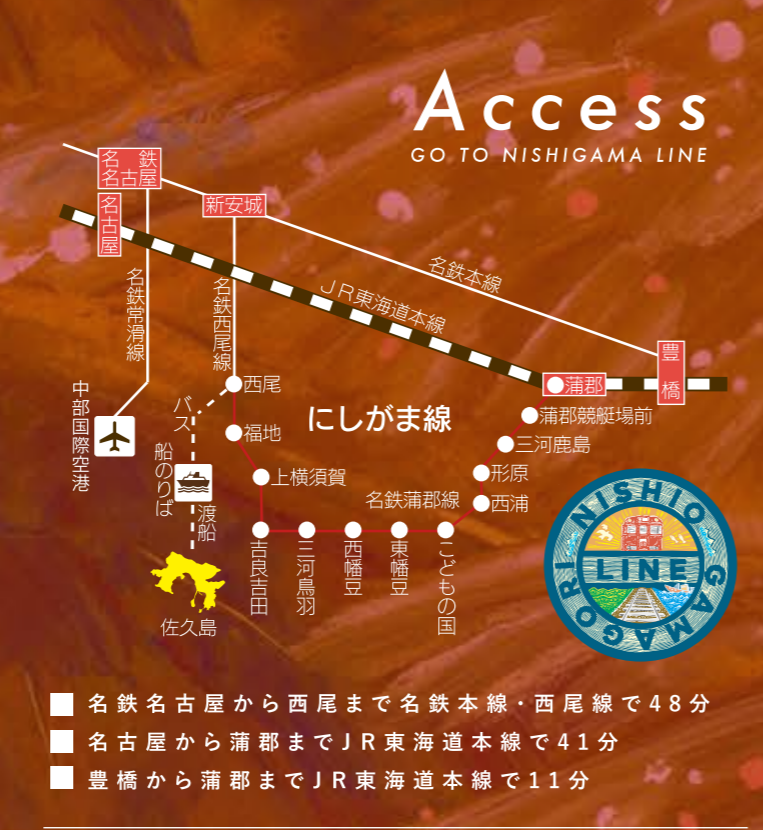 Access
GO TO NISHIGAMA LINE
名鉄
名古屋
名古屋
新安城
名鉄本線
JR東海道本線
名鉄常滑線
名鉄西尾線
豊橋
蒲郡
中部国際空港
バス
西尾
にしがま線
蒲郡競艇場前
福地
三河鹿島
船のりば
上横須賀
形原
名鉄蒲郡線
西浦
渡船
吉良吉田
三河鳥羽
西幡豆
東幡豆
こどもの国
佐久島
NISHIO
LINE
GAMAGORI
名鉄名古屋から西尾まで名鉄本線・西尾線で48分
名古屋から蒲郡までJR東海道本線で41分
豊橋から蒲郡までJR東海道本線で11分